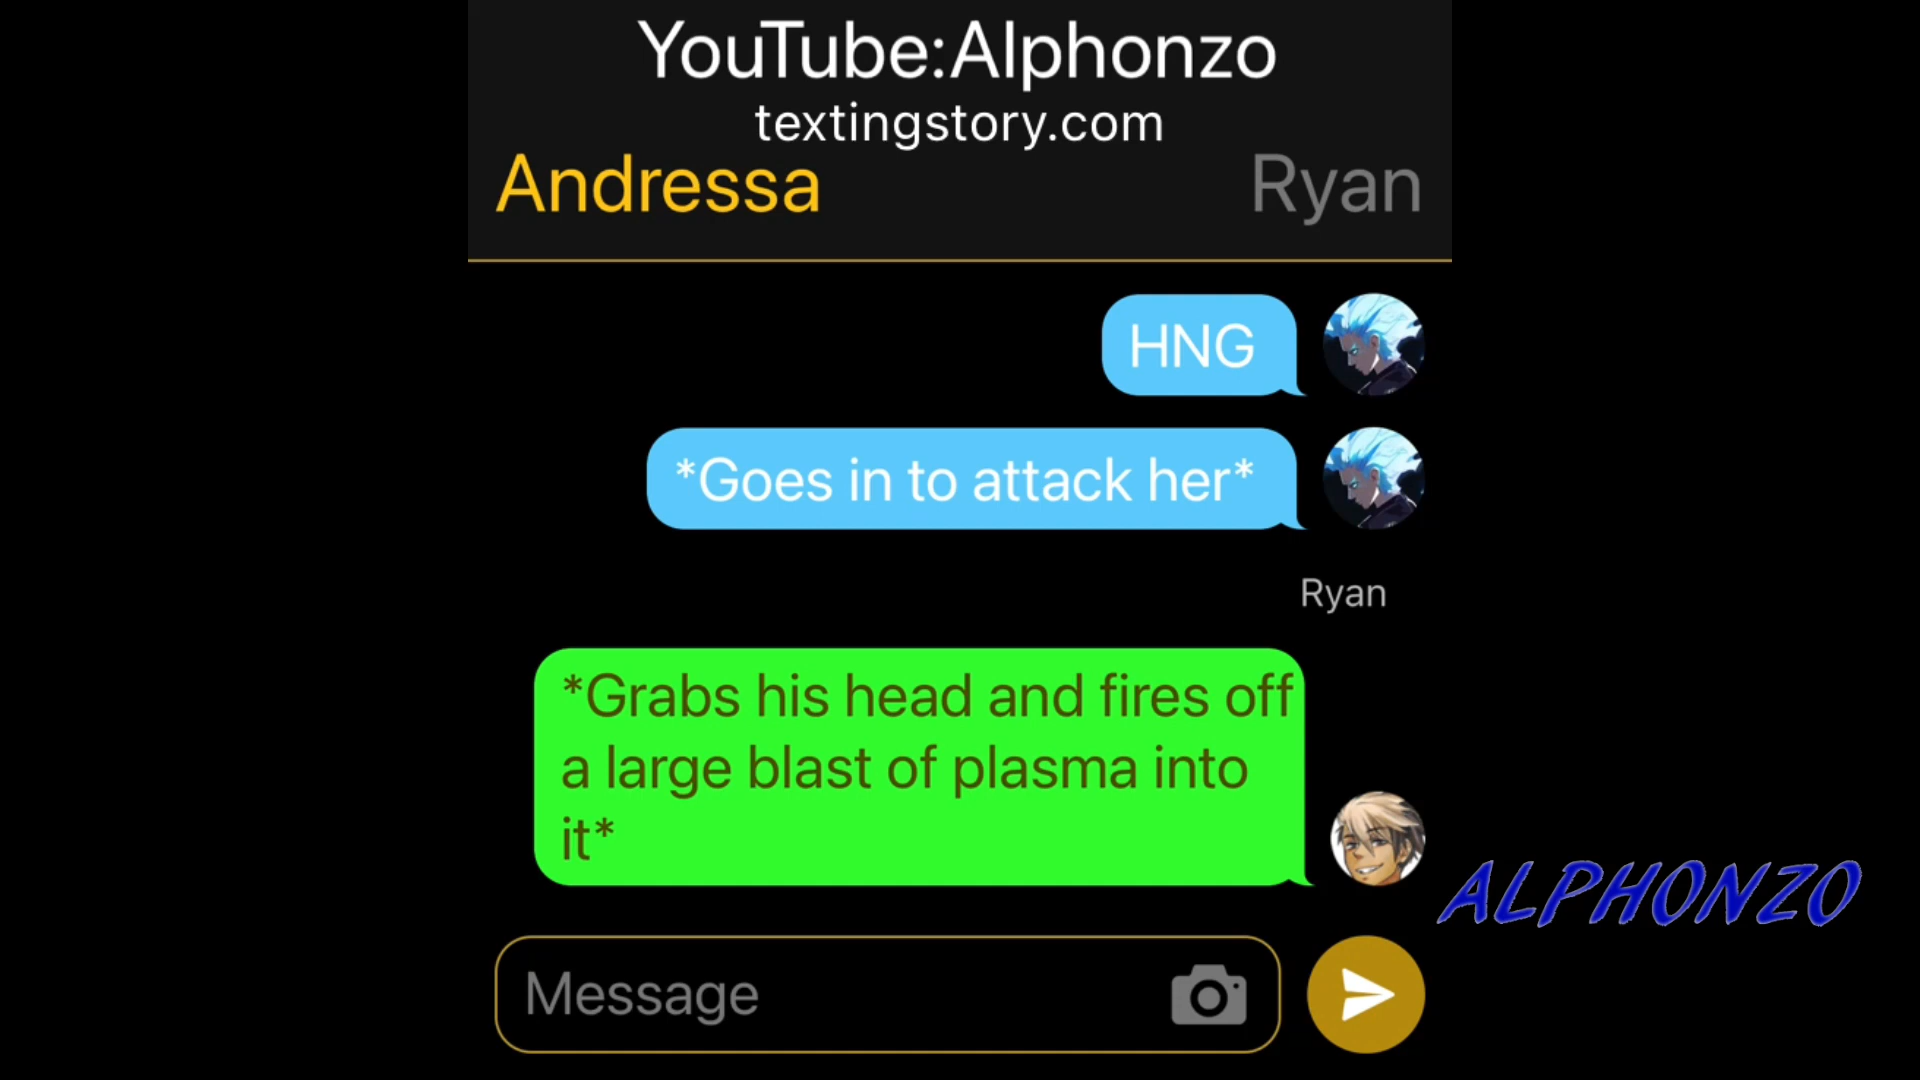 YouTube:Alphonzo
textingstory.com
Andressa
Ryan
HNG
*Goes in to attack her*
Ryan
*Grabs his head and fires off
a large blast of plasma into
it*
ALPHONZO
Message